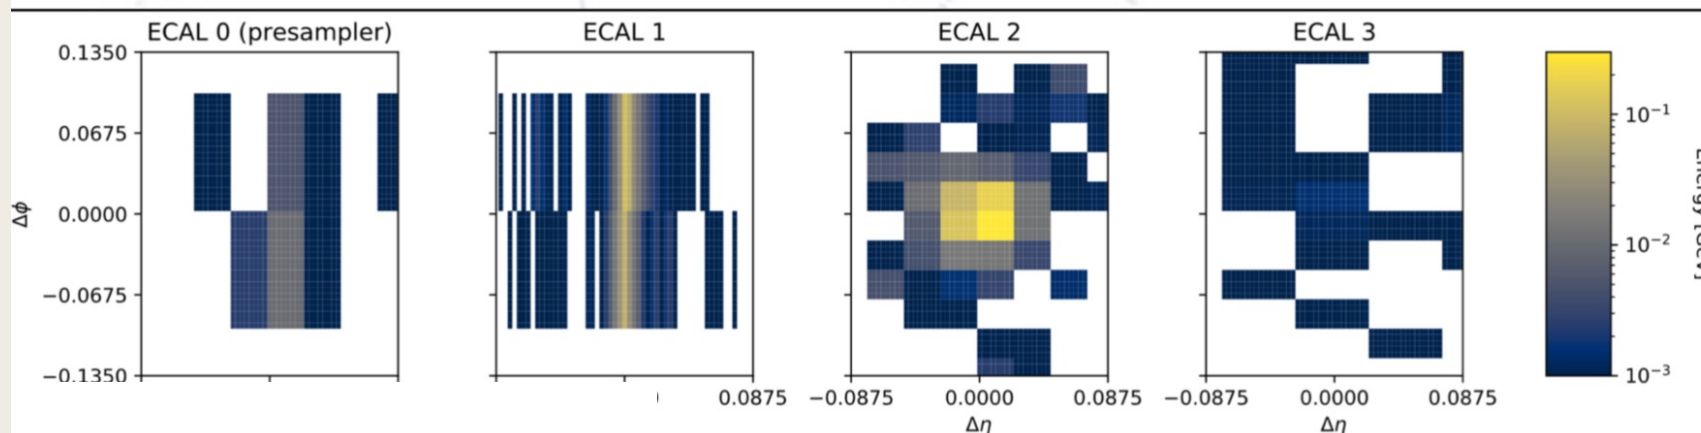 ECAL 0 (presampler) ECAL 1 ECAL 2 ECAL 3
0.1350
0.0675
0.0000
−0.0675
−0.1350
Δϕ
10⁻¹
10⁻²
10⁻³
0.0875 −0.0875 0.0000 0.0875 −0.0875 0.0000 0.0875
Δη Δη